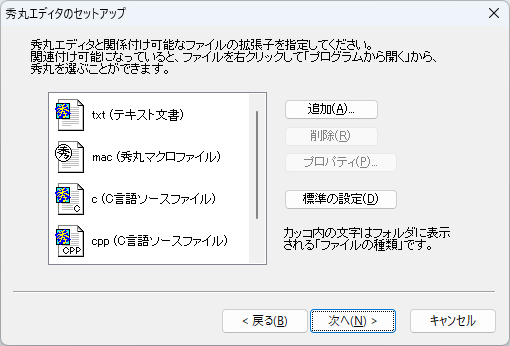 秀丸エディタのセットアップ
秀丸エディタと関係付け可能なファイルの拡張子を指定してください。
関連付け可能になっていると、ファイルを右クリックして「プログラムから開く」から、
秀丸を選ぶことができます。
txt (テキスト文書)
秀
mac (秀丸マクロファイル)
C
c (C言語ソースファイル)
CPP
cpp (C言語ソースファイル)
追加(A)...
削除(R)
プロパティ(P)...
標準の設定(D)
カッコ内の文字はフォルダに表示
される「ファイルの種類」です。
< 戻る(B)
次へ(N) >
キャンセル